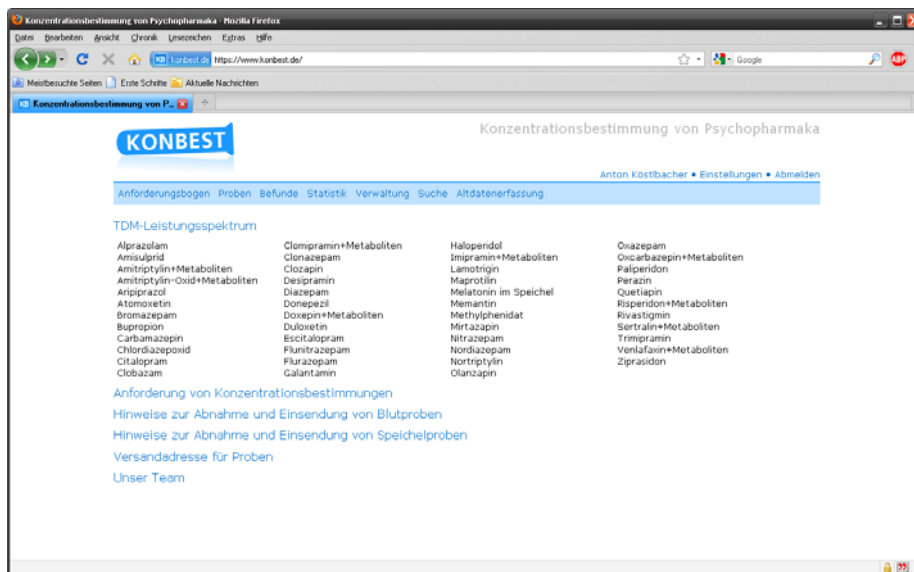 Konzentrationsbestimmung von Psychopharmaka - Mozilla Firefox
Datei Bearbeiten Ansicht Chronik Lesezeichen Extras Hilfe
KB konbest.de https://www.konbest.de/ Google ABP
Meistbesuchte Seiten Erste Schritte Aktuelle Nachrichten
KB Konzentrationsbestimmung von P...
KONBEST
Konzentrationsbestimmung von Psychopharmaka
Anton Köstlbacher • Einstellungen • Abmelden
Anforderungsbogen Proben Befunde Statistik Verwaltung Suche Altdatenerfassung
TDM-Leistungsspektrum
Alprazolam
Amisulprid
Amitriptylin+Metaboliten
Amitriptylin-Oxid+Metaboliten
Aripiprazol
Atomoxetin
Bromazepam
Bupropion
Carbamazepin
Chlordiazepoxid
Citalopram
Clobazam
Clomipramin+Metaboliten
Clonazepam
Clozapin
Desipramin
Diazepam
Donepezil
Doxepin+Metaboliten
Duloxetin
Escitalopram
Flunitrazepam
Flurazepam
Galantamin
Haloperidol
Imipramin+Metaboliten
Lamotrigin
Maprotilin
Melatonin im Speichel
Memantin
Methylphenidat
Mirtazapin
Nitrazepam
Nordiazepam
Nortriptylin
Olanzapin
Oxazepam
Oxcarbazepin+Metaboliten
Paliperidon
Perazin
Quetiapin
Risperidon+Metaboliten
Rivastigmin
Sertralin+Metaboliten
Trimipramin
Venlafaxin+Metaboliten
Ziprasidon
Anforderung von Konzentrationsbestimmungen
Hinweise zur Abnahme und Einsendung von Blutproben
Hinweise zur Abnahme und Einsendung von Speichelproben
Versandadresse für Proben
Unser Team